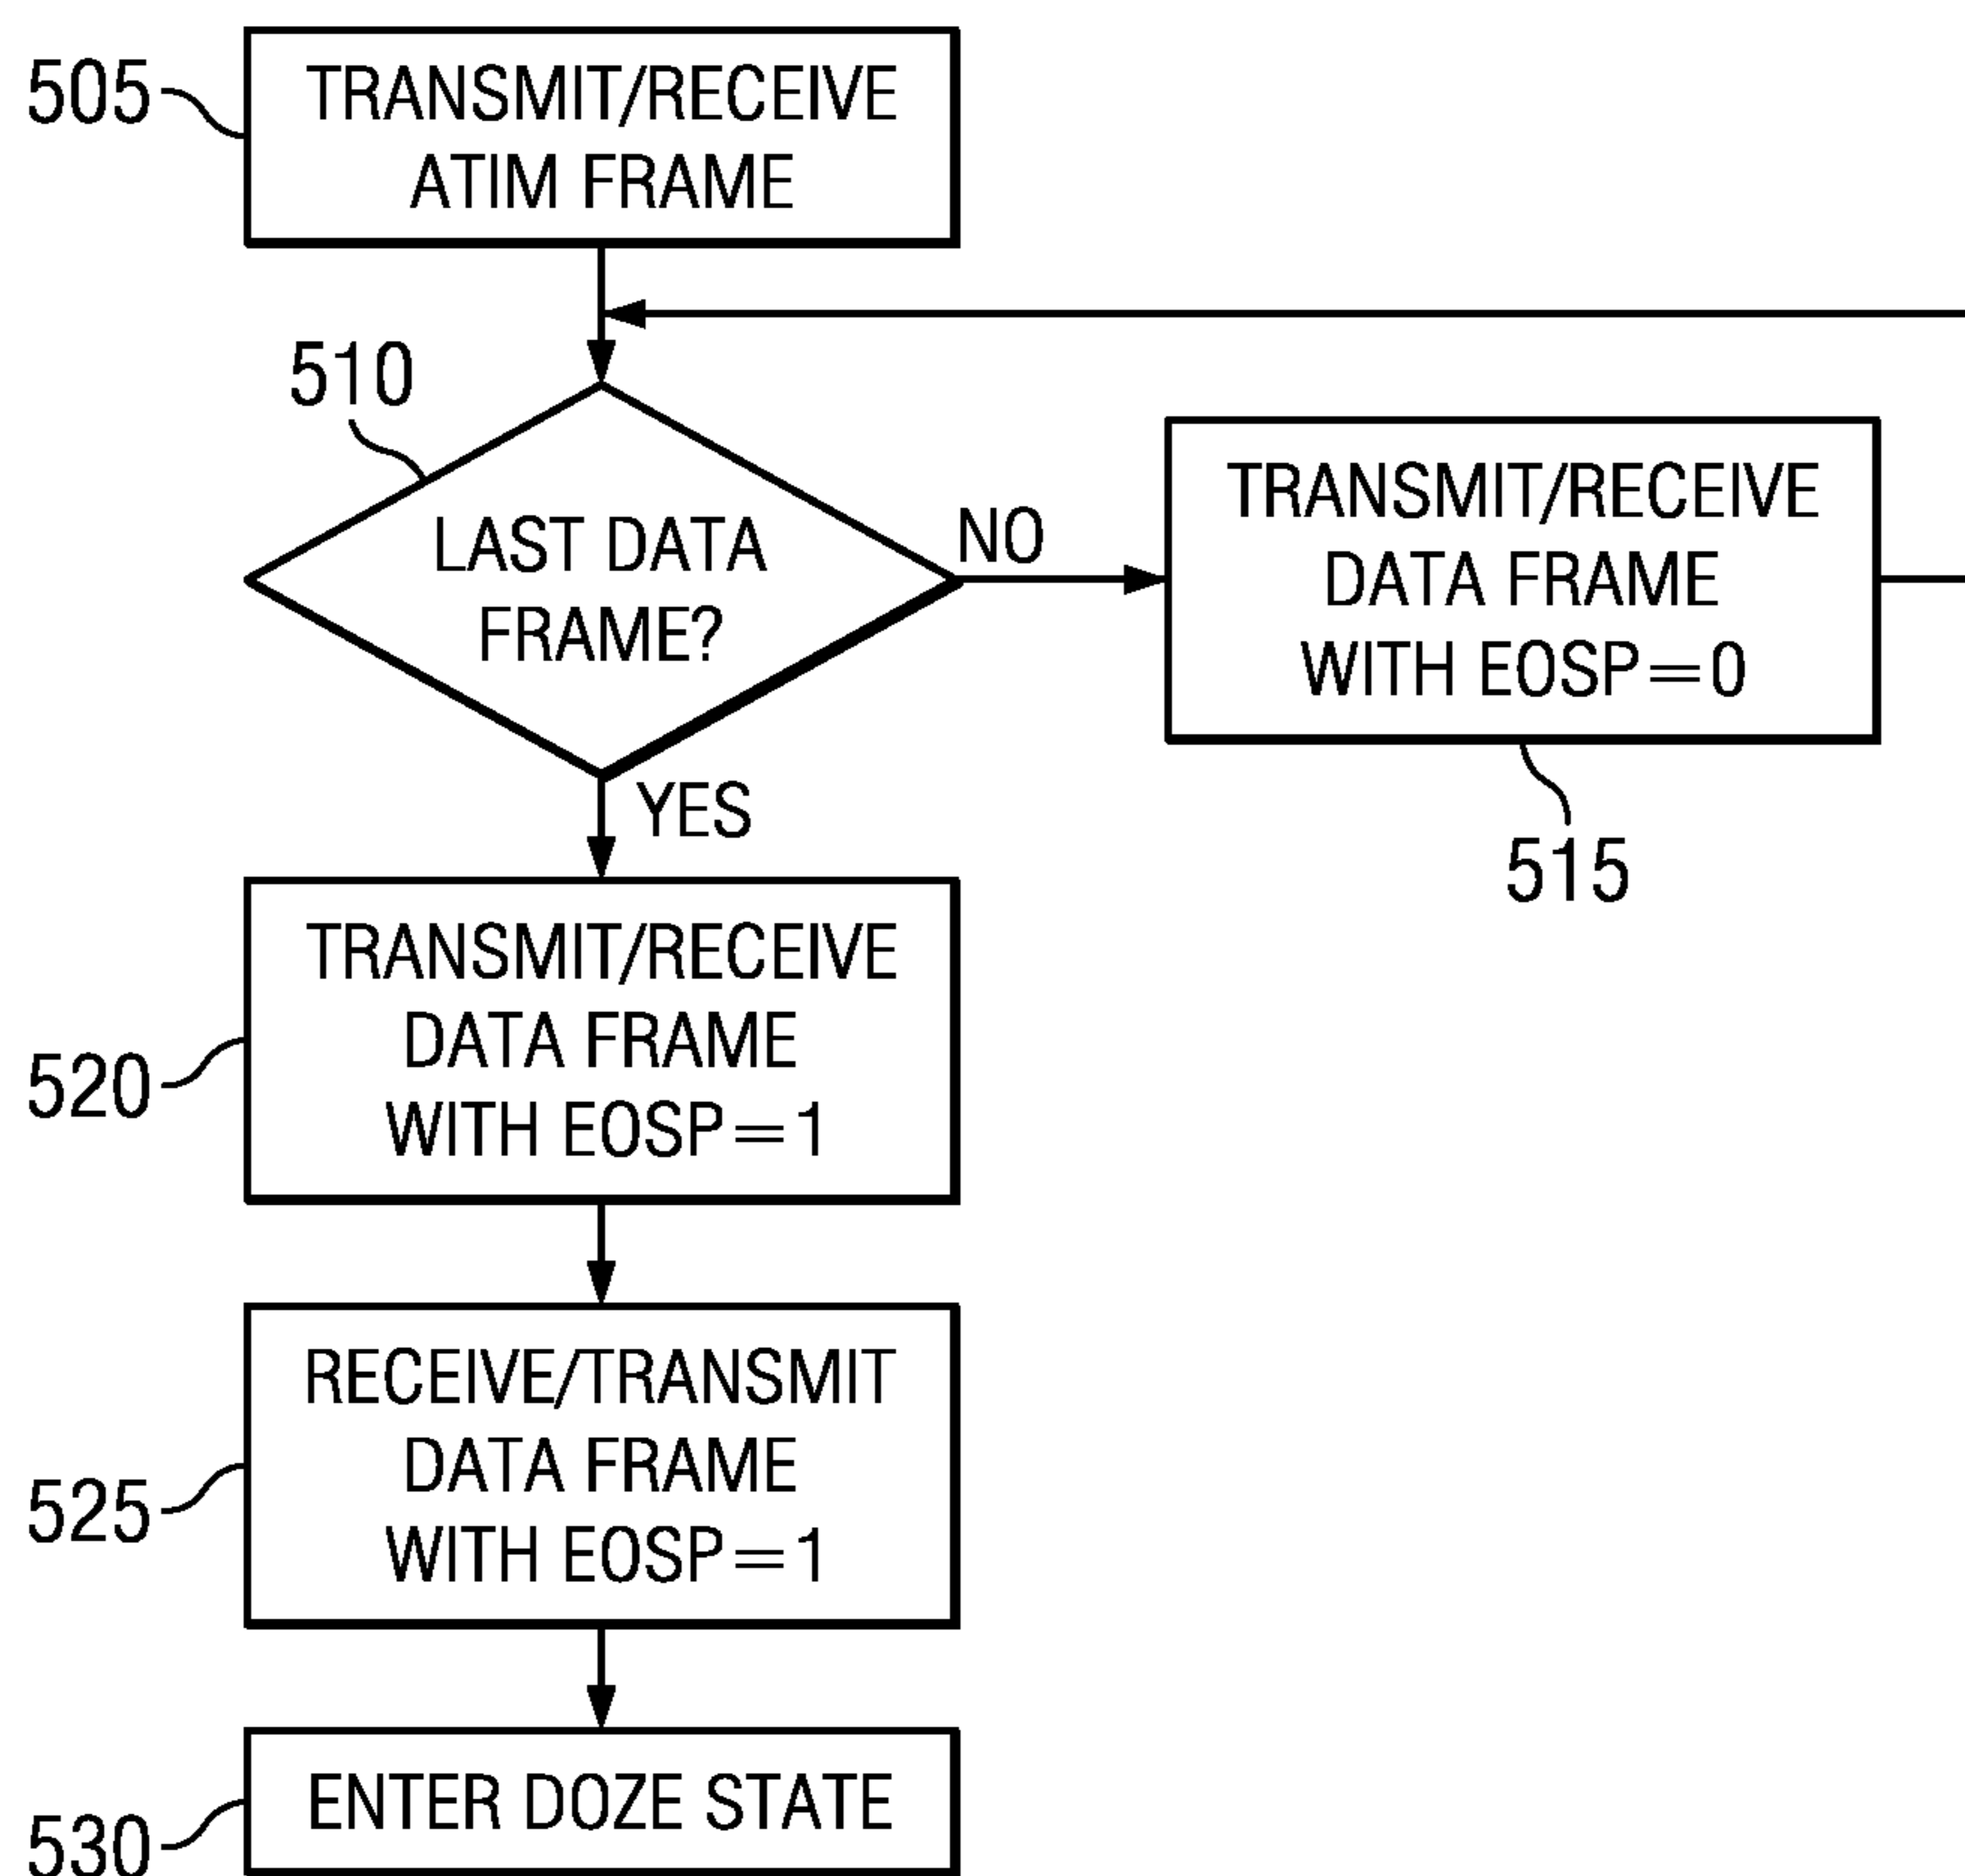 505
TRANSMIT/RECEIVE
ATIM FRAME
510
LAST DATA
FRAME?
NO
TRANSMIT/RECEIVE
DATA FRAME
WITH EOSP=0
515
YES
520
TRANSMIT/RECEIVE
DATA FRAME
WITH EOSP=1
525
RECEIVE/TRANSMIT
DATA FRAME
WITH EOSP=1
530
ENTER DOZE STATE